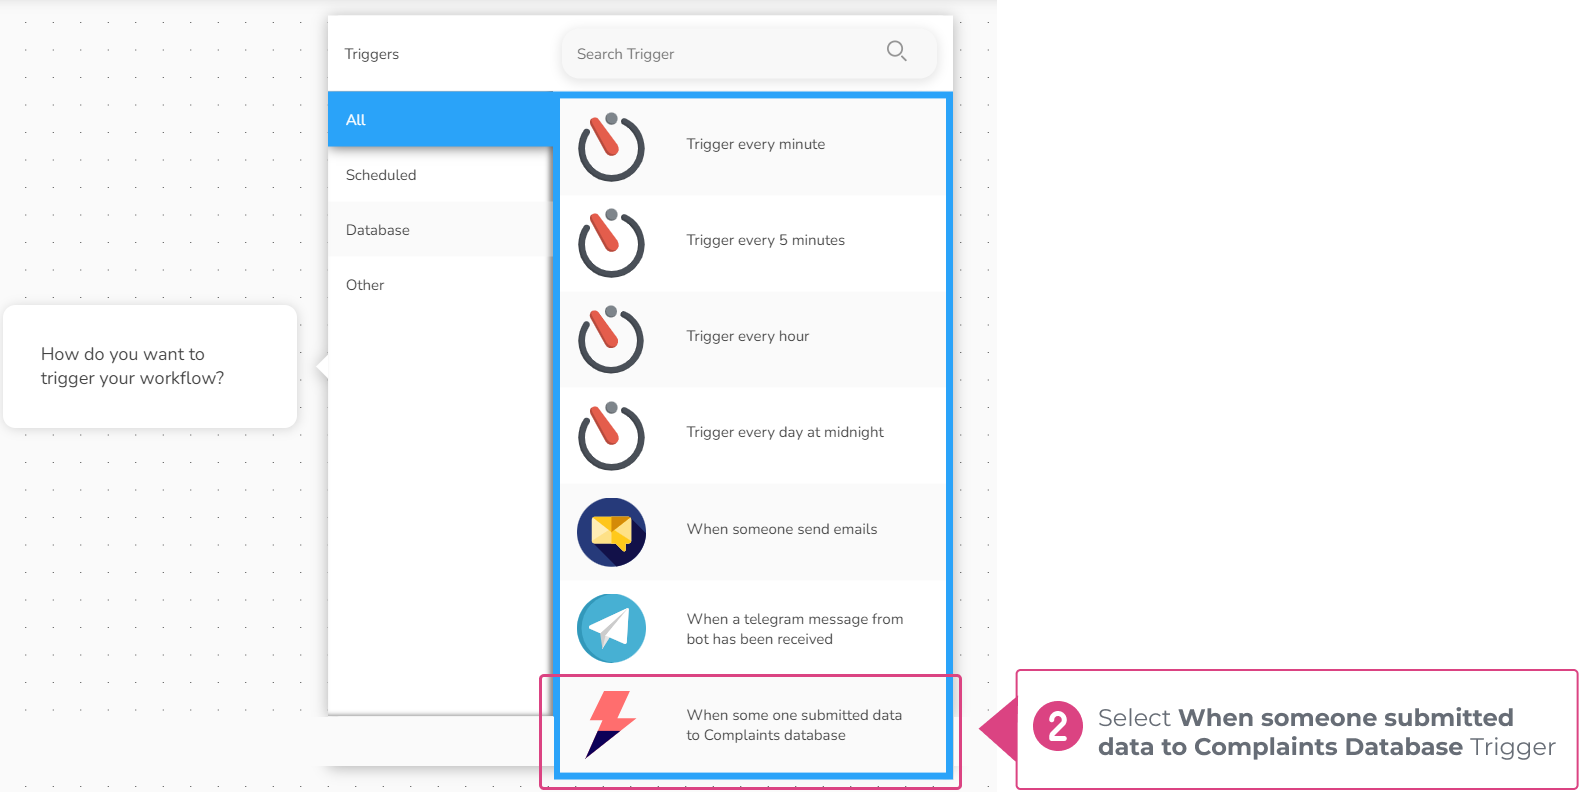 Triggers
Search Trigger
All
Scheduled
Database
Other
How do you want to
trigger your workflow?
Trigger every minute
Trigger every 5 minutes
Trigger every hour
Trigger every day at midnight
When someone send emails
When a telegram message from
bot has been received
When some one submitted data
to Complaints database
2
Select When someone submitted
data to Complaints Database Trigger